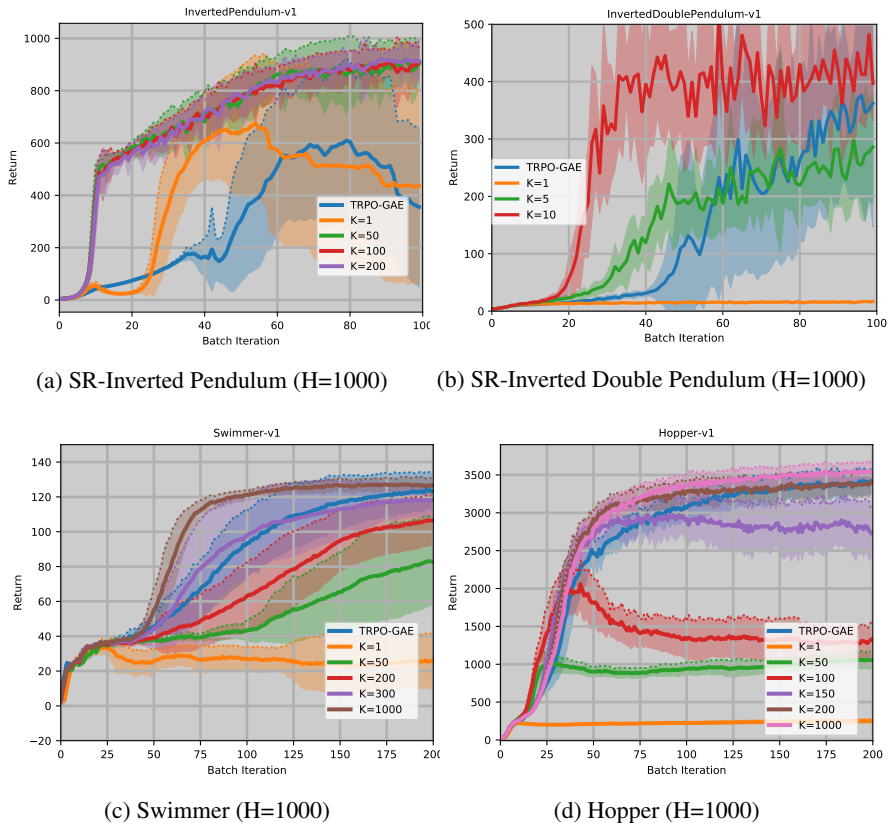 InvertedPendulum-v1
1000
800
600
400
200
0
Return
0 20 40 60 80 100
Batch Iteration
TRPO-GAE
K=1
K=50
K=100
K=200
(a) SR-Inverted Pendulum (H=1000)
InvertedDoublePendulum-v1
500
400
300
200
100
0
Return
0 20 40 60 80 100
Batch Iteration
TRPO-GAE
K=1
K=5
K=10
(b) SR-Inverted Double Pendulum (H=1000)
Swimmer-v1
140
120
100
80
60
40
20
0
−20
Return
0 25 50 75 100 125 150 175 200
Batch Iteration
TRPO-GAE
K=1
K=50
K=200
K=300
K=1000
(c) Swimmer (H=1000)
Hopper-v1
3500
3000
2500
2000
1500
1000
500
0
Return
0 25 50 75 100 125 150 175 200
Batch Iteration
TRPO-GAE
K=1
K=50
K=100
K=150
K=200
K=1000
(d) Hopper (H=1000)